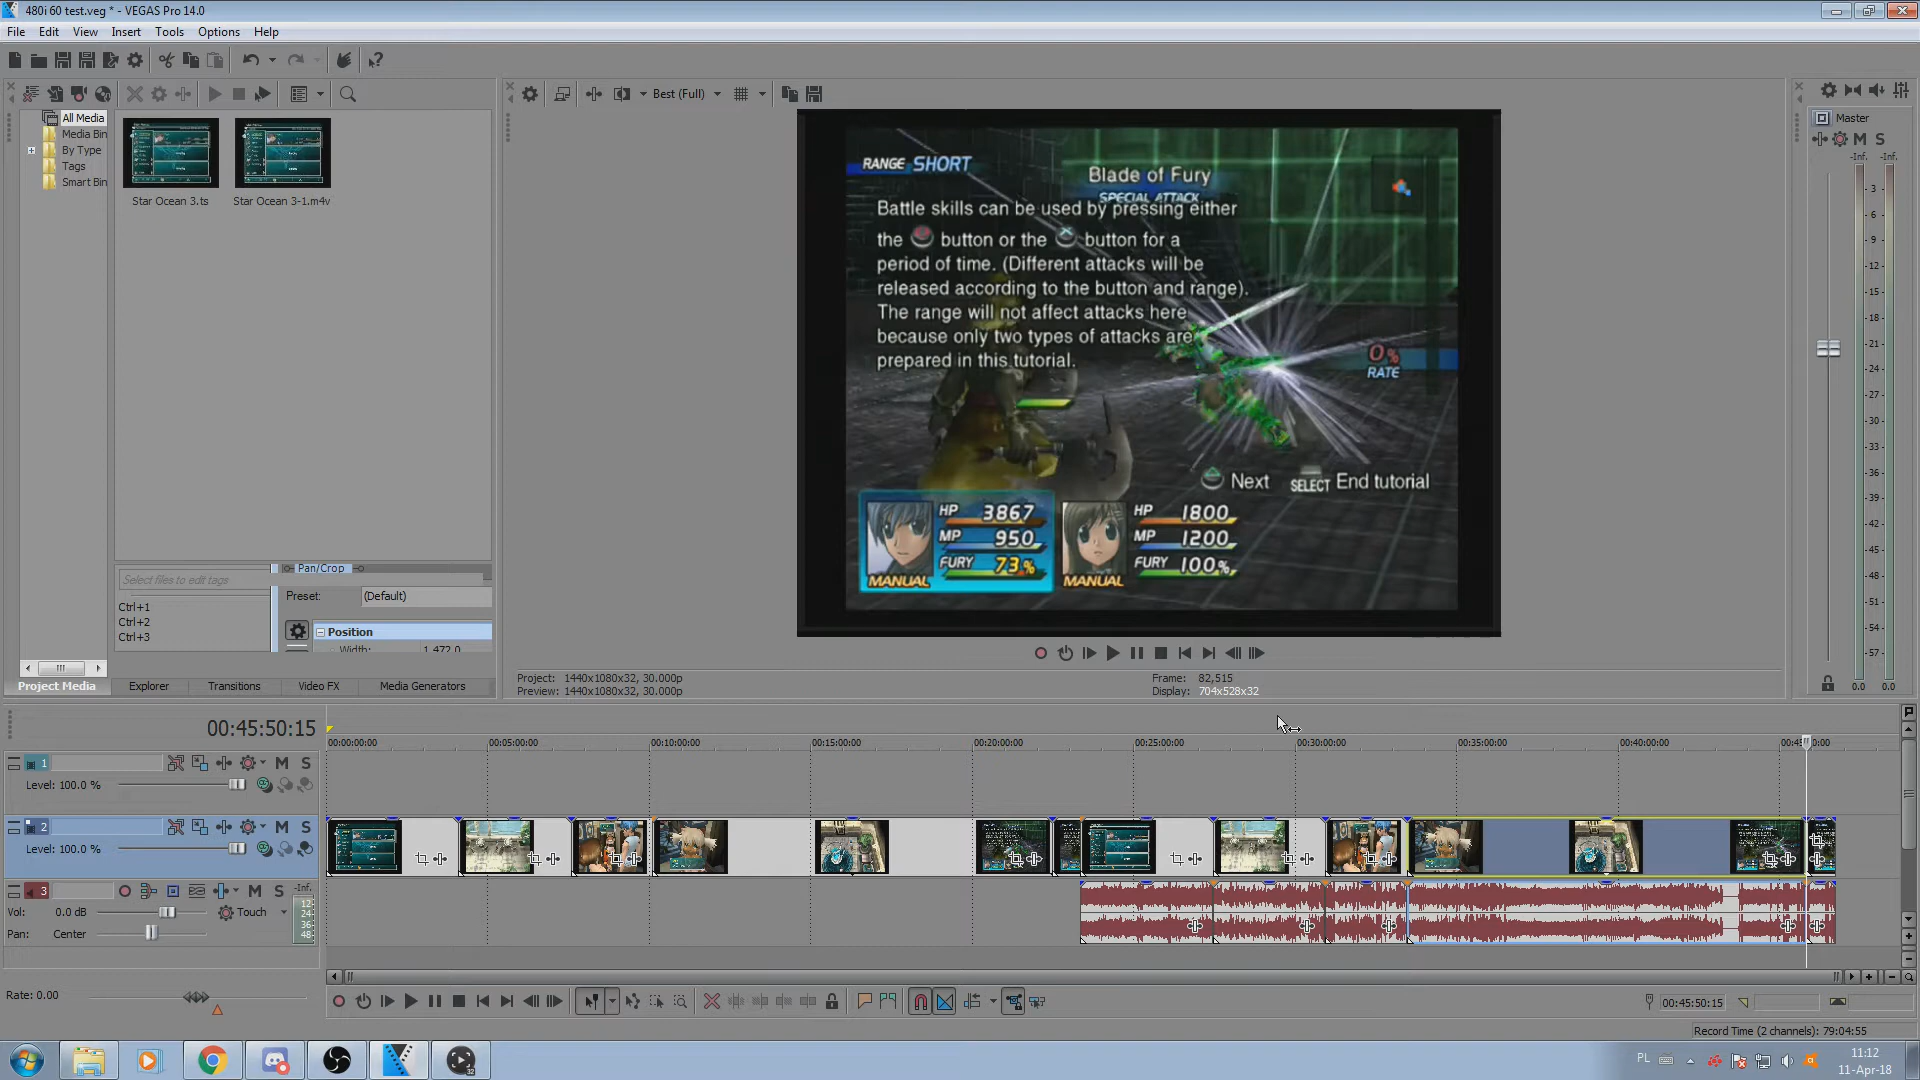 480i 60 test.veg * - VEGAS Pro 14.0
File Edit View Insert Tools Options Help
Best (Full)
All Media
Media Bin
By Type
Tags
Smart Bin
Star Ocean 3.ts
Star Ocean 3-1.m4v
Select files to edit tags
Ctrl+1
Ctrl+2
Ctrl+3
Pan/Crop
Preset: (Default)
Position
Width: 1,472.0
Project Media Explorer Transitions Video FX Media Generators
RANGE SHORT
Blade of Fury
SPECIAL ATTACK
Battle skills can be used by pressing either
the button or the button for a
period of time. (Different attacks will be
released according to the button and range).
The range will not affect attacks here
because only two types of attacks are
prepared in this tutorial.
0%
RATE
Next SELECT End tutorial
HP 3867
MP 950
FURY 73%
MANUAL
HP 1800
MP 1200
FURY 100%
MANUAL
Project: 1440x1080x32, 30.000p
Preview: 1440x1080x32, 30.000p
Frame: 82,515
Display: 704x528x32
Master
M S
-Inf. -Inf.
3
6
9
-12
-15
-18
-21
-24
-27
-30
-33
-36
-39
-42
-45
-48
-51
-54
-57
0.0 0.0
00:45:50:15
00:00:00:00 00:05:00:00 00:10:00:00 00:15:00:00 00:20:00:00 00:25:00:00 00:30:00:00 00:35:00:00 00:40:00:00
1 M S
Level: 100.0 %
2 M S
Level: 100.0 %
3 M S -Inf.
12
24
36
48
Vol: 0.0 dB Touch
Pan: Center
Rate: 0.00
00:45:50:15
Record Time (2 channels): 79:04:55
32
PL
11:12
11-Apr-18